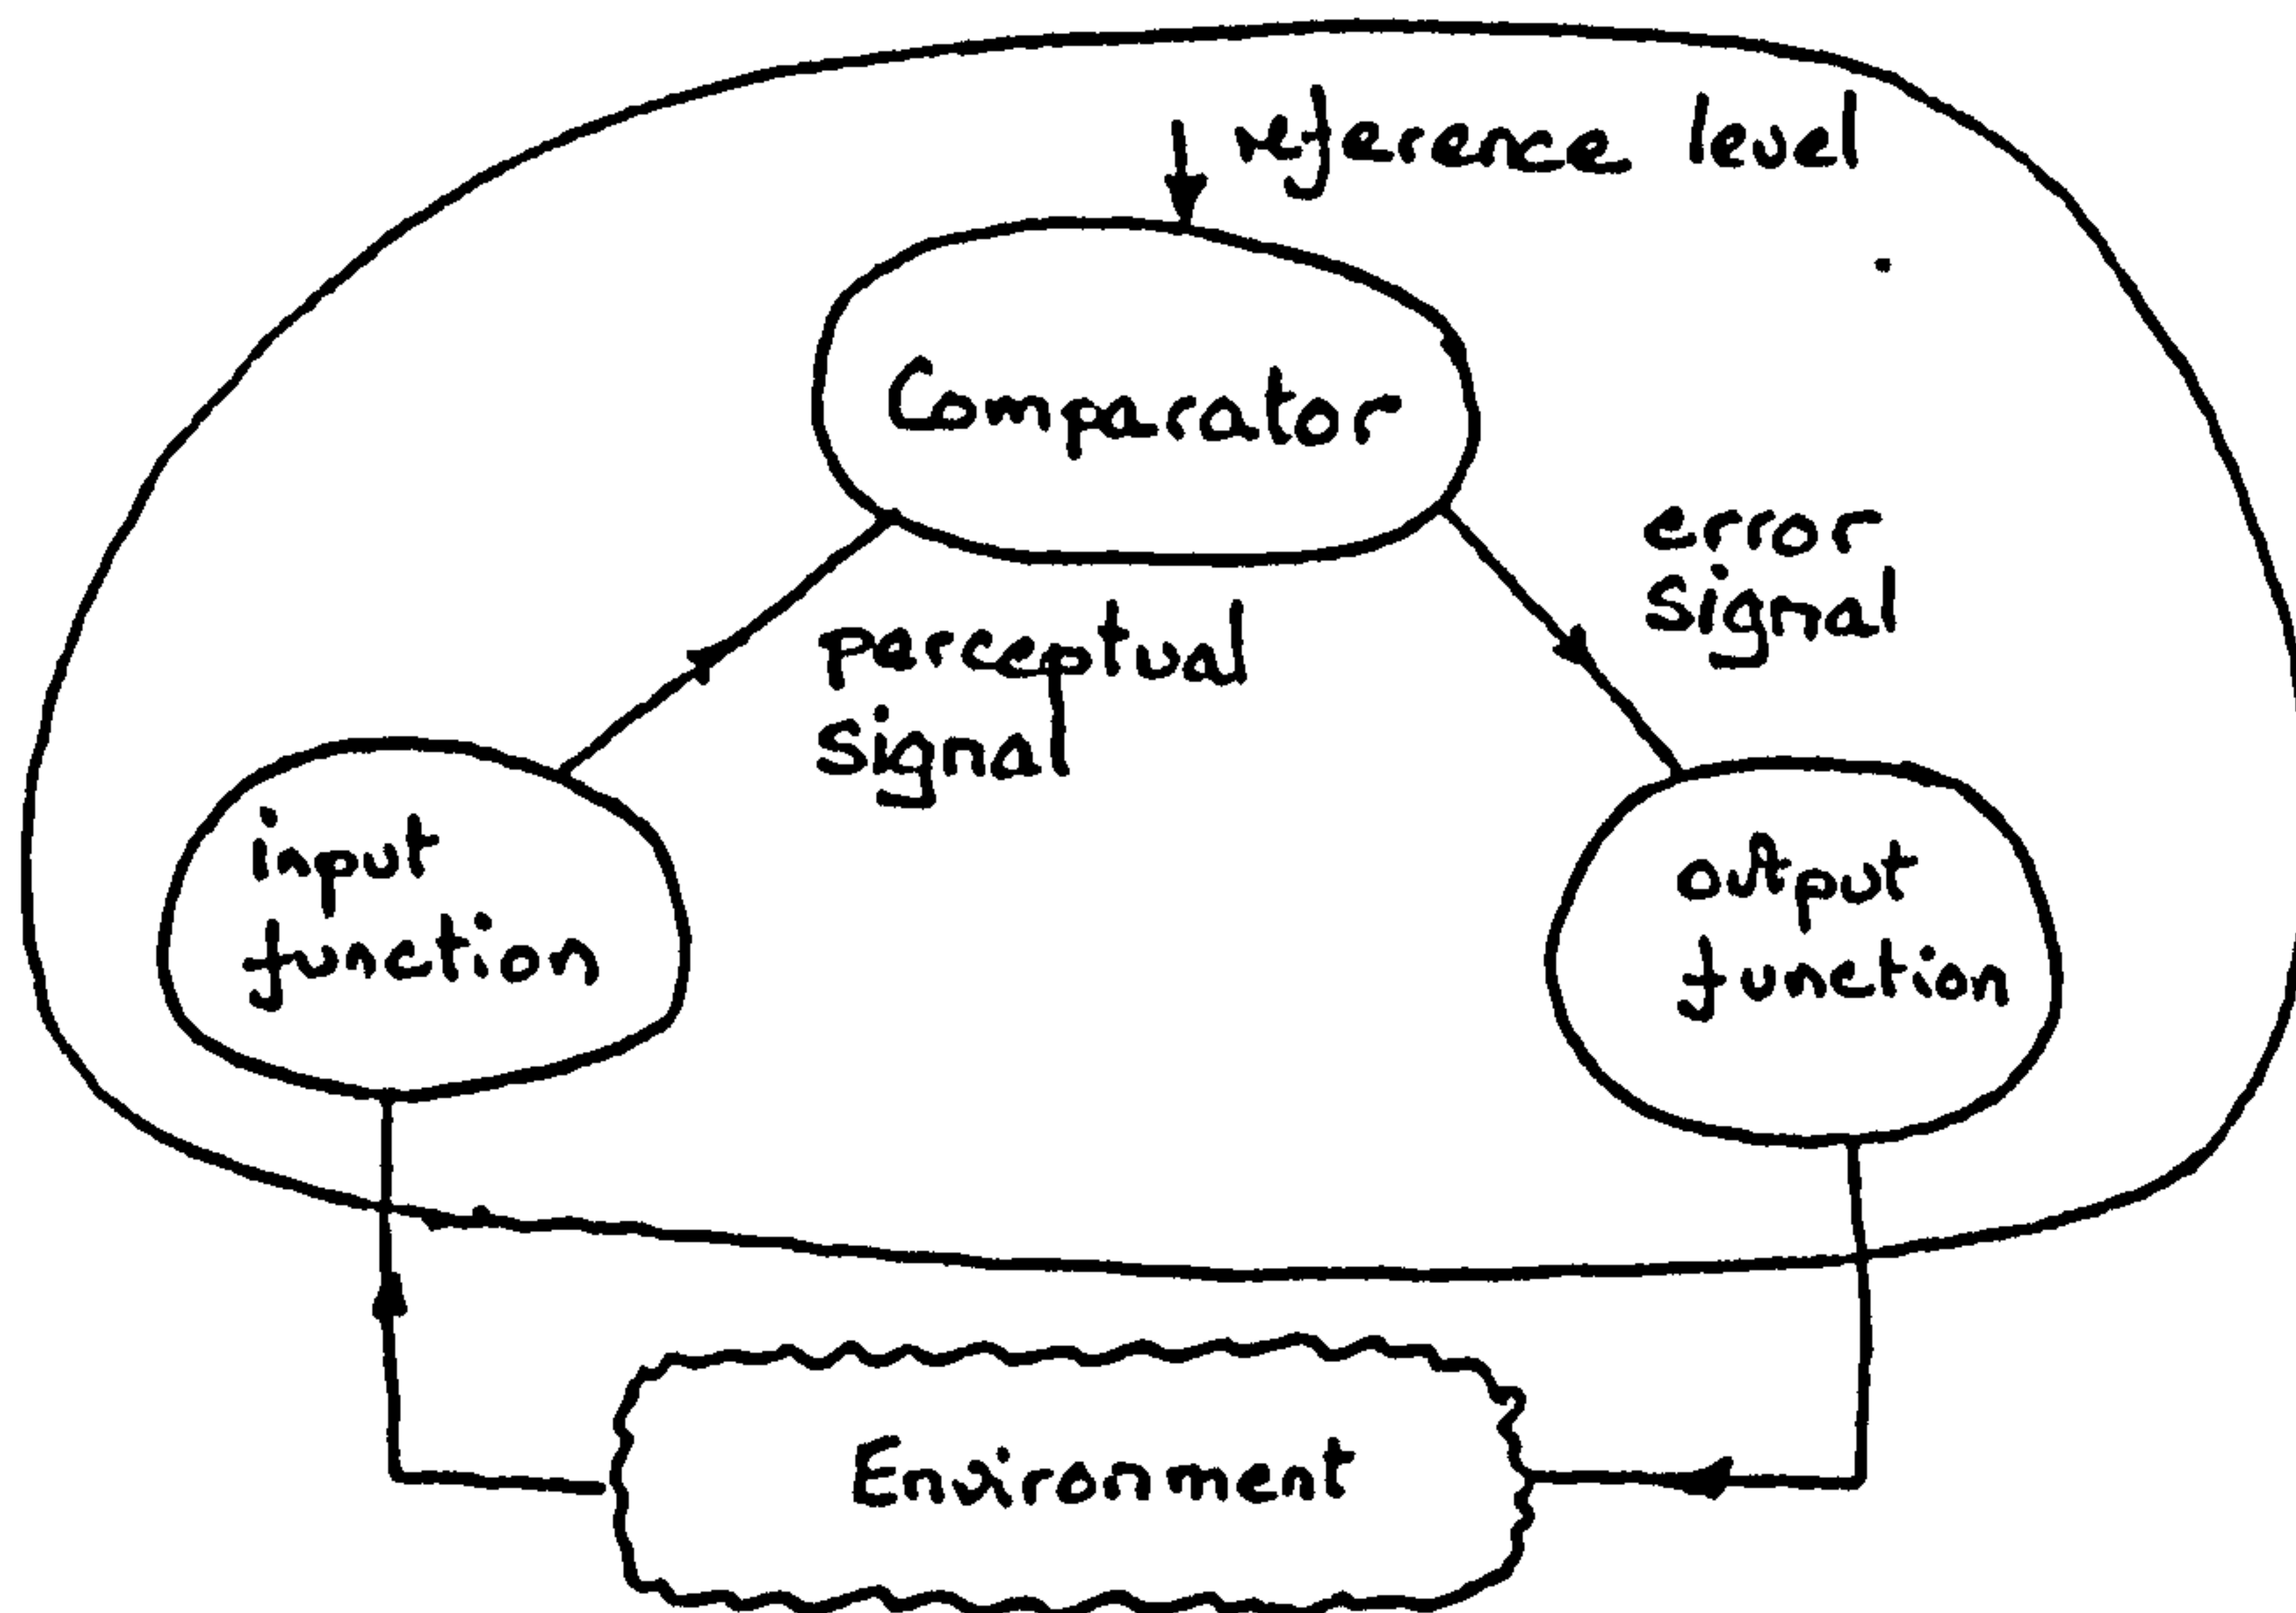 reference level
Comparator
error
signal
perceptual
signal
input
function
output
function
Environment